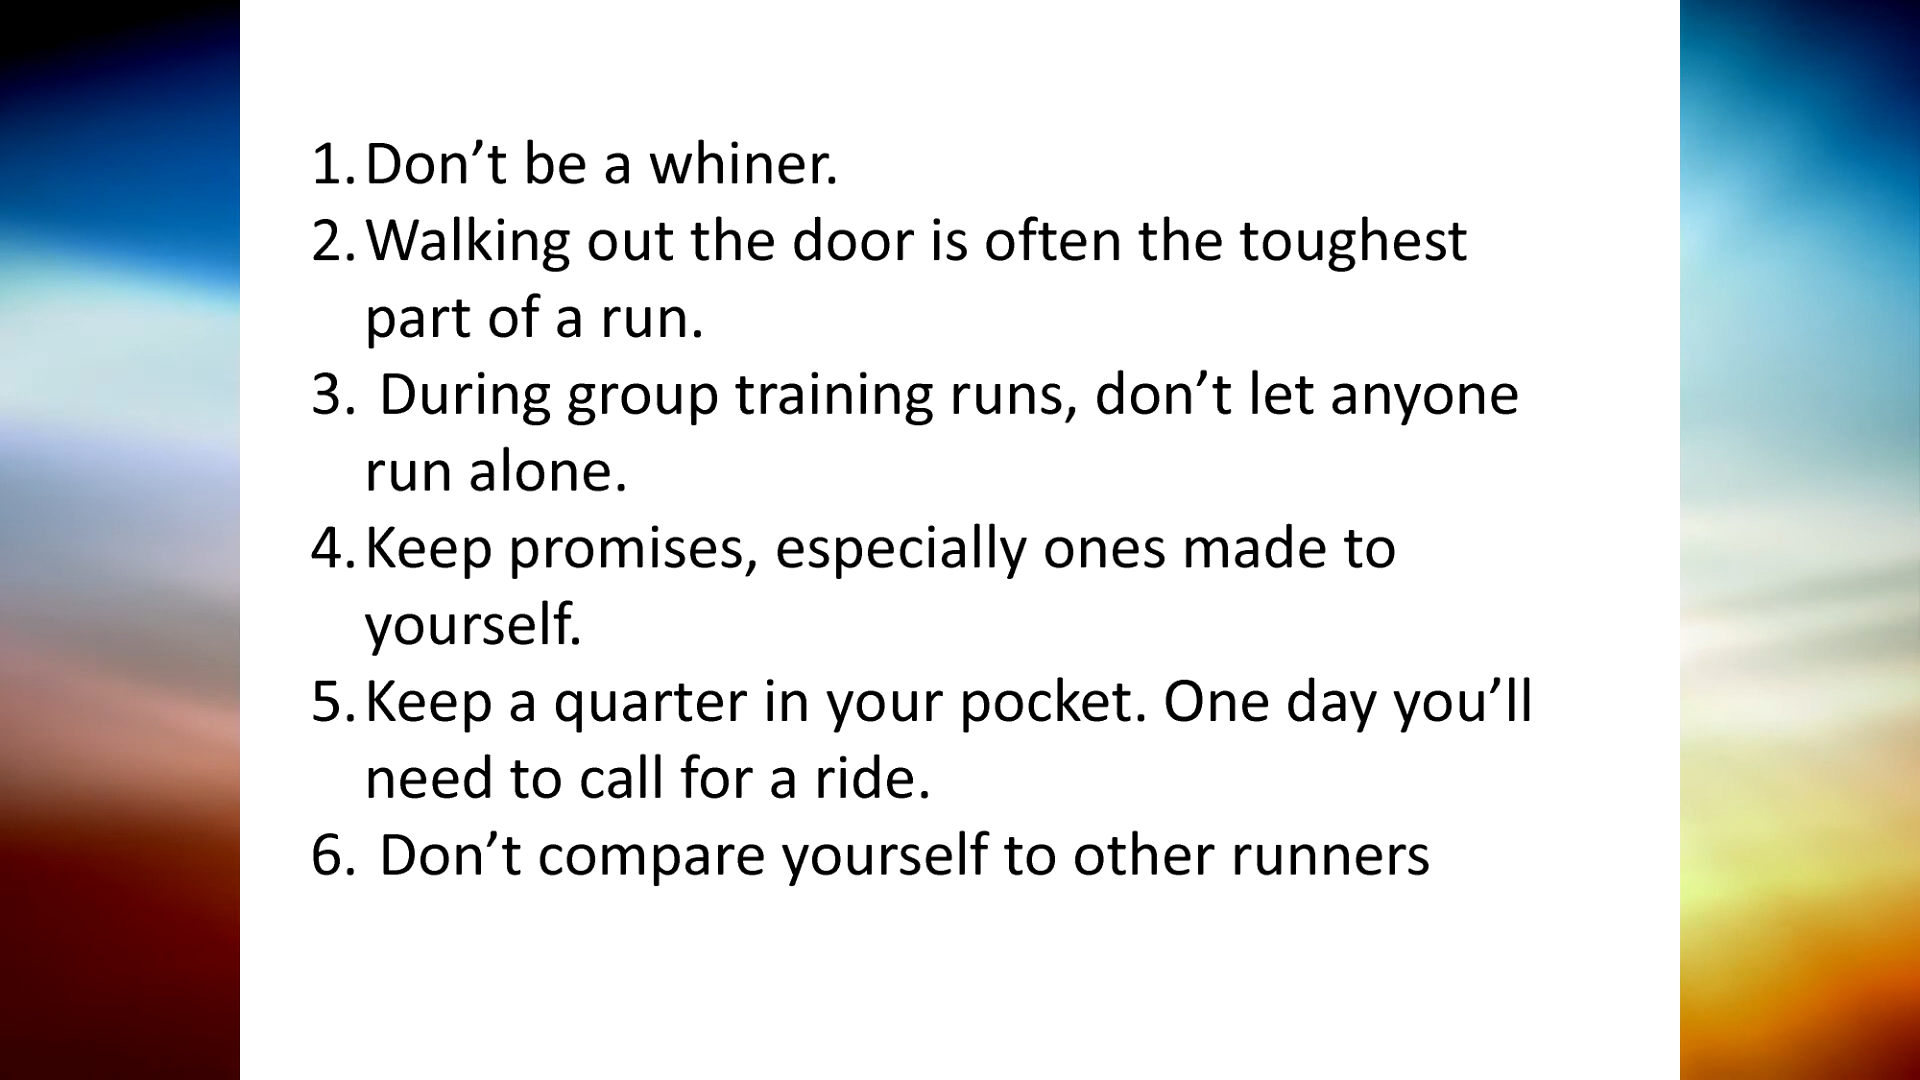 1. Don’t be a whiner.
2. Walking out the door is often the toughest
part of a run.
3. During group training runs, don’t let anyone
run alone.
4. Keep promises, especially ones made to
yourself.
5. Keep a quarter in your pocket. One day you’ll
need to call for a ride.
6. Don’t compare yourself to other runners